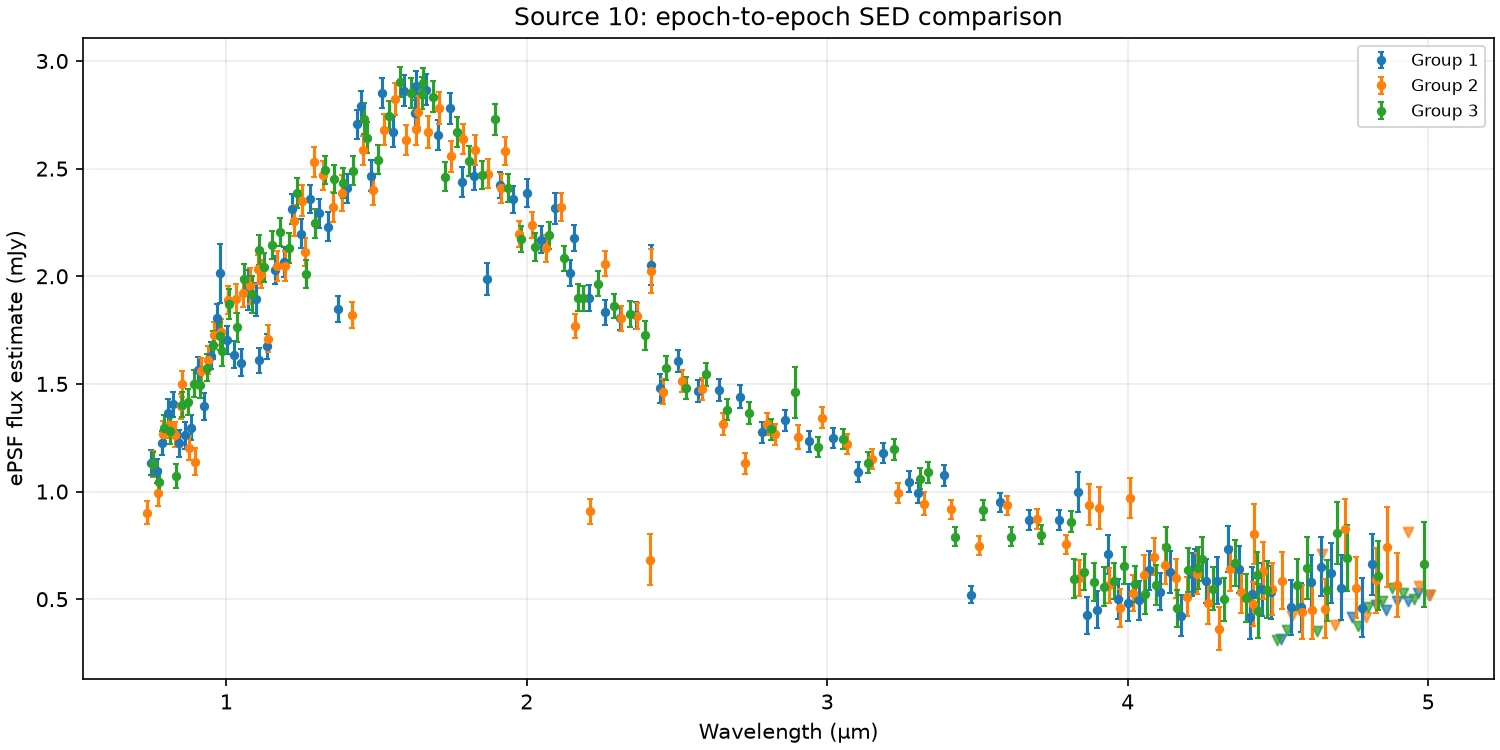 Source 10: epoch-to-epoch SED comparison
Group 1
Group 2
Group 3
ePSF flux estimate (mJy)
3.0
2.5
2.0
1.5
1.0
0.5
1 2 3 4 5
Wavelength (μm)